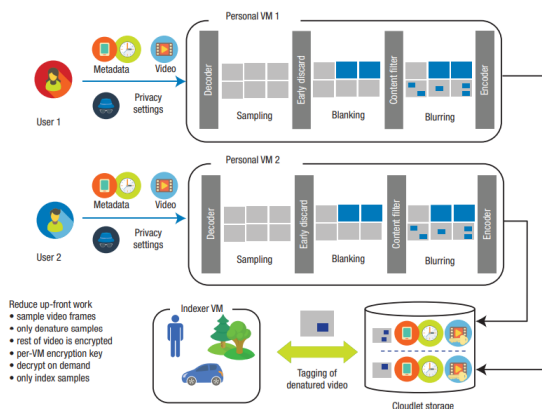 Personal VM 1
Metadata Video
Privacy
settings
User 1
Decoder
Sampling
Early discard
Blanking
Content filter
Blurring
Encoder
Personal VM 2
Metadata Video
Privacy
settings
User 2
Decoder
Sampling
Early discard
Blanking
Content filter
Blurring
Encoder
Reduce up-front work
• sample video frames
• only denature samples
• rest of video is encrypted
• per-VM encryption key
• decrypt on demand
• only index samples
Indexer VM
Tagging of
denatured video
Cloudlet storage